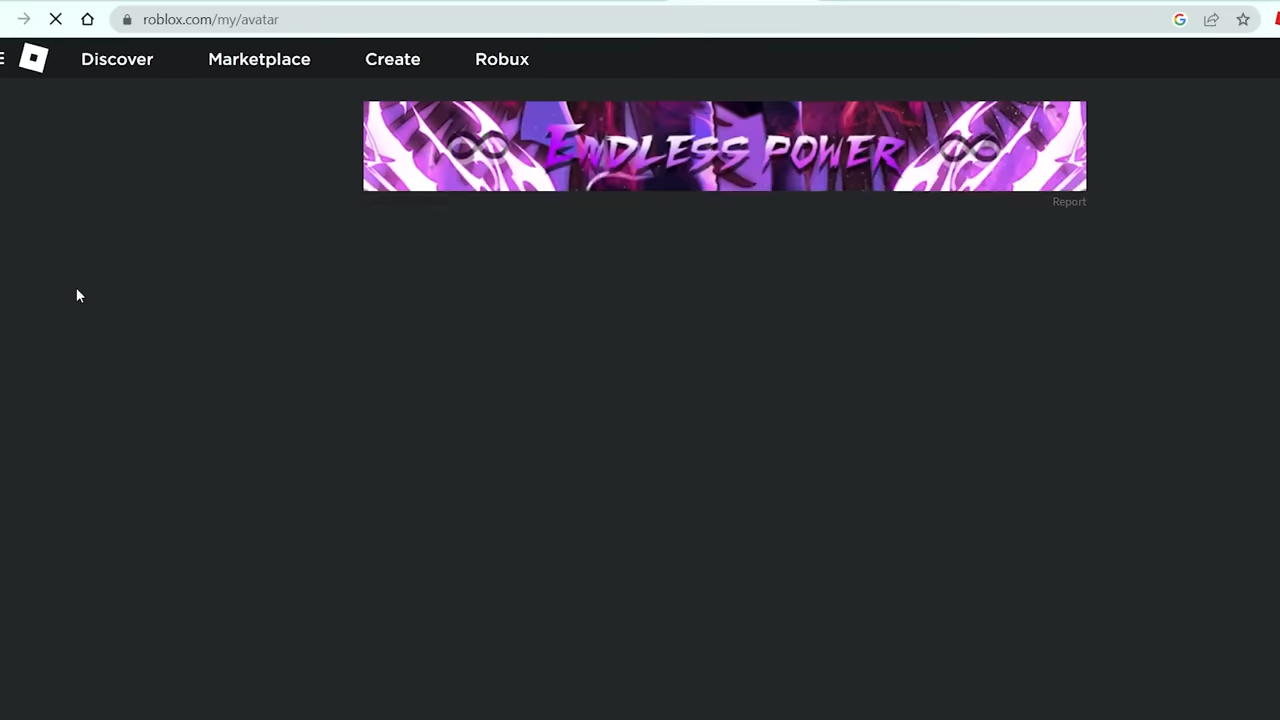 roblox.com/my/avatar
Discover Marketplace Create Robux
ENDLESS POWER
Report